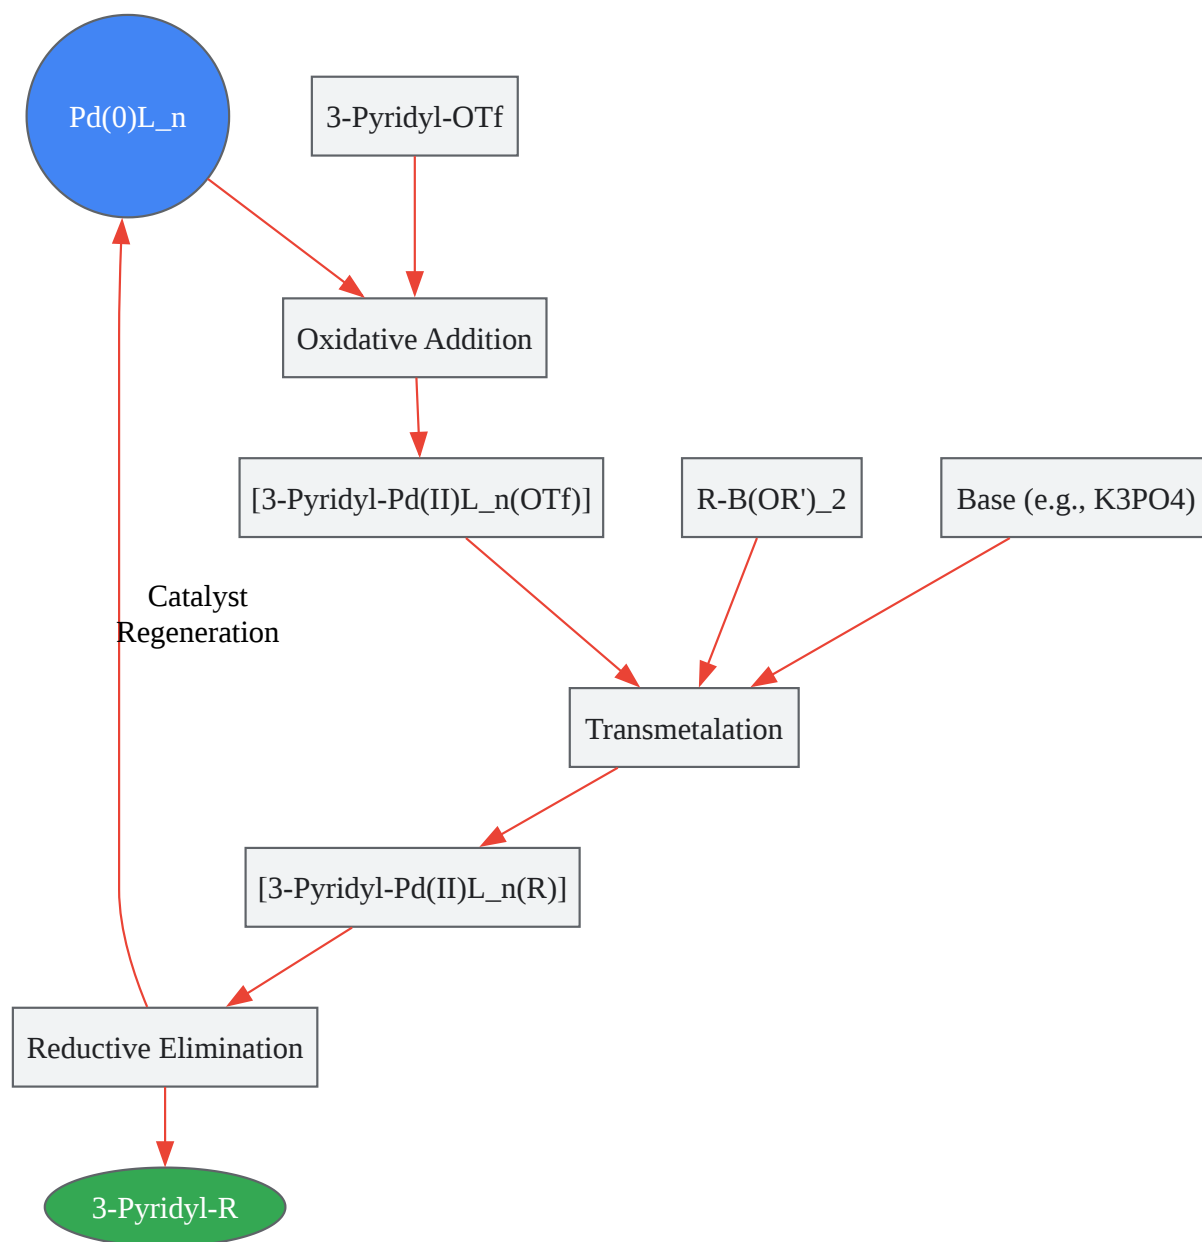 Pd(0)L_n
3-Pyridyl-OTf
Oxidative Addition
[3-Pyridyl-Pd(II)L_n(OTf)]
R-B(OR')_2
Base (e.g., K3PO4)
Catalyst
Regeneration
Transmetalation
[3-Pyridyl-Pd(II)L_n(R)]
Reductive Elimination
3-Pyridyl-R